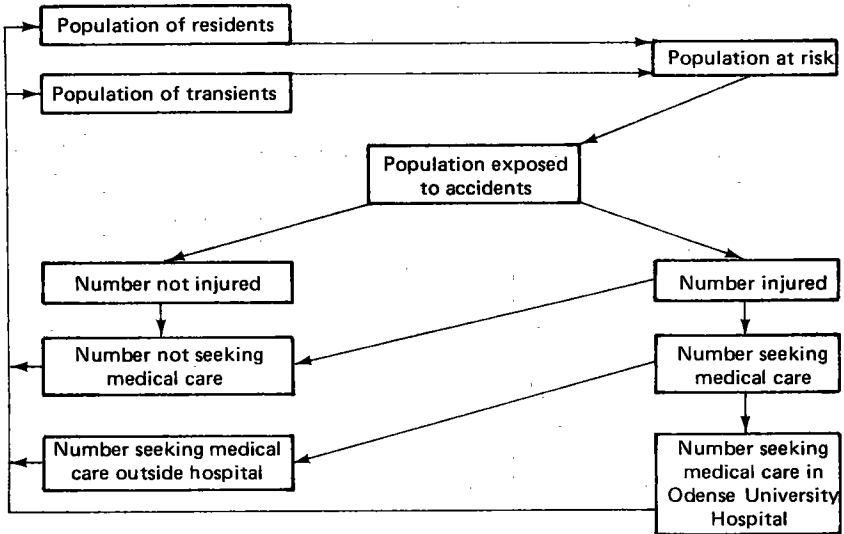 Population of residents
Population at risk
Population of transients
Population exposed
to accidents
Number not injured
Number injured
Number not seeking
medical care
Number seeking
medical care
Number seeking medical
care outside hospital
Number seeking
medical care in
Odense University
Hospital